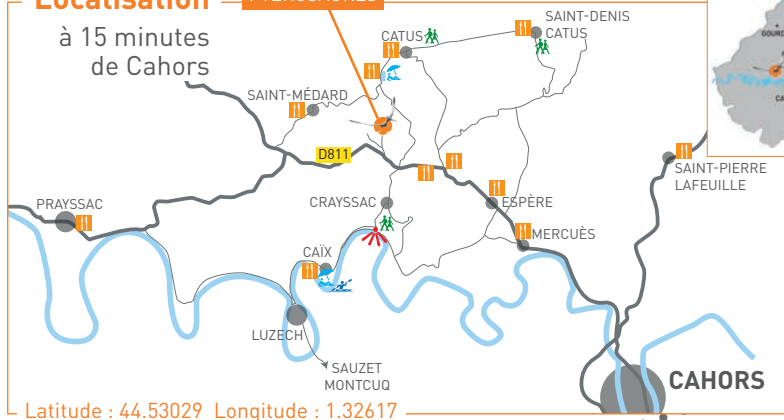 Localisation
à 15 minutes
de Cahors
CATUS
SAINT-DENIS
CATUS
SAINT-MÉDARD
D811
SAINT-PIERRE
LAFEUILLE
PRAYSSAC
CRAYSSAC
ESPÈRE
MERCUÈS
CAÏX
LUZECH
SAUZET
MONTCUQ
CAHORS
Latitude : 44.53029 Longitude : 1.32617